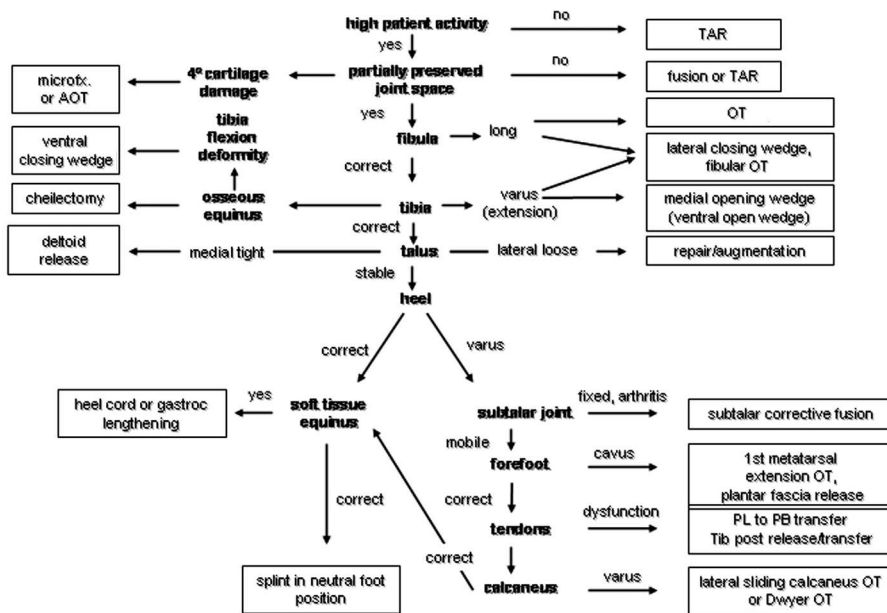 high patient activity
no
TAR
yes
microfx.
or AOT
4° cartilage
damage
partially preserved
joint space
no
fusion or TAR
yes
OT
ventral
closing wedge
tibia
flexion
deformity
fibula
long
lateral closing wedge,
fibular OT
correct
cheilectomy
osseous
equinus
tibia
varus
(extension)
medial opening wedge
(ventral open wedge)
correct
deltoid
release
medial tight
talus
lateral loose
repair/augmentation
stable
heel
correct
varus
heel cord or gastroc
lengthening
yes
soft tissue
equinus
subtalar joint
fixed, arthritis
subtalar corrective fusion
mobile
forefoot
cavus
1st metatarsal
extension OT,
plantar fascia release
correct
correct
tendons
dysfunction
PL to PB transfer
Tib post release/transfer
correct
splint in neutral foot
position
calcaneus
varus
lateral sliding calcaneus OT
or Dwyer OT